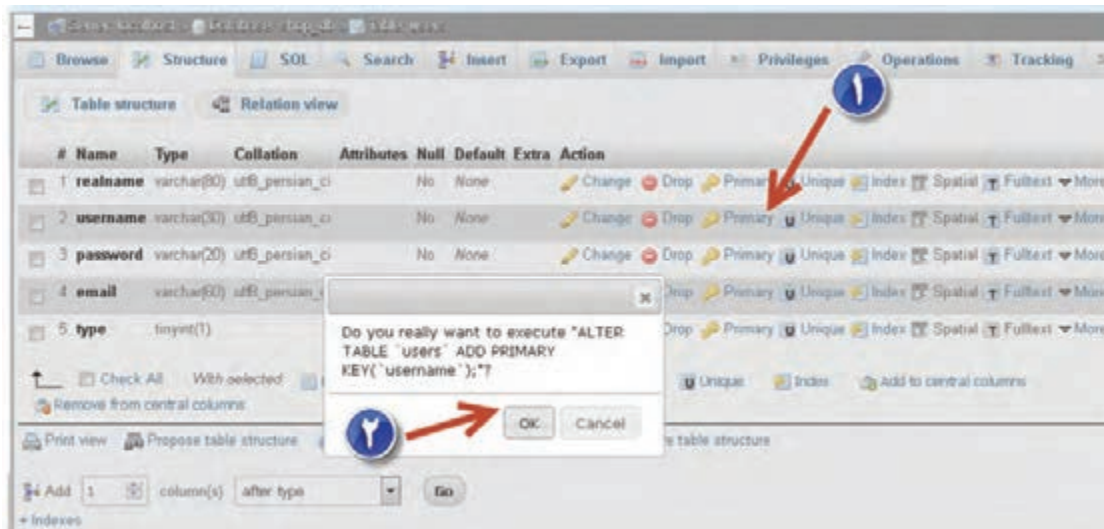 Browse Structure SQL Search Insert Export Import Privileges Operations Tracking
Table structure Relation view
# Name Type Collation Attributes Null Default Extra Action
1 realname varchar(80) utf8_persian_ci No None Change Drop Primary Unique Index Spatial Fulltext More
2 username varchar(30) utf8_persian_ci No None Change Drop Primary Unique Index Spatial Fulltext More
3 password varchar(20) utf8_persian_ci No None Change Drop Primary Unique Index Spatial Fulltext More
4 email varchar(60) utf8_persian Drop Primary Unique Index Spatial Fulltext More
5 type tinyint(1) Drop Primary Unique Index Spatial Fulltext More
Do you really want to execute "ALTER
TABLE `users` ADD PRIMARY
KEY(`username`);"?
OK Cancel
Check All With selected Unique Index Add to central columns
Remove from central columns
Print view Propose table structure table structure
Add 1 column(s) after type Go
+ Indexes
۱
۲